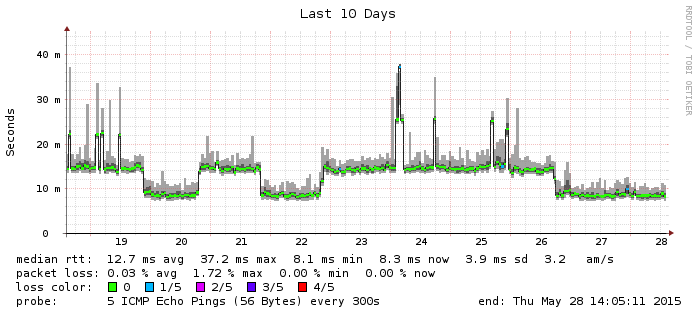 Last 10 Days
RRDTOOL / TOBI OETIKER
Seconds
40 m
30 m
20 m
10 m
0
19 20 21 22 23 24 25 26 27 28
median rtt: 12.7 ms avg 37.2 ms max 8.1 ms min 8.3 ms now 3.9 ms sd 3.2 am/s
packet loss: 0.03 % avg 1.72 % max 0.00 % min 0.00 % now
loss color: 0 1/5 2/5 3/5 4/5
probe: 5 ICMP Echo Pings (56 Bytes) every 300s end: Thu May 28 14:05:11 2015